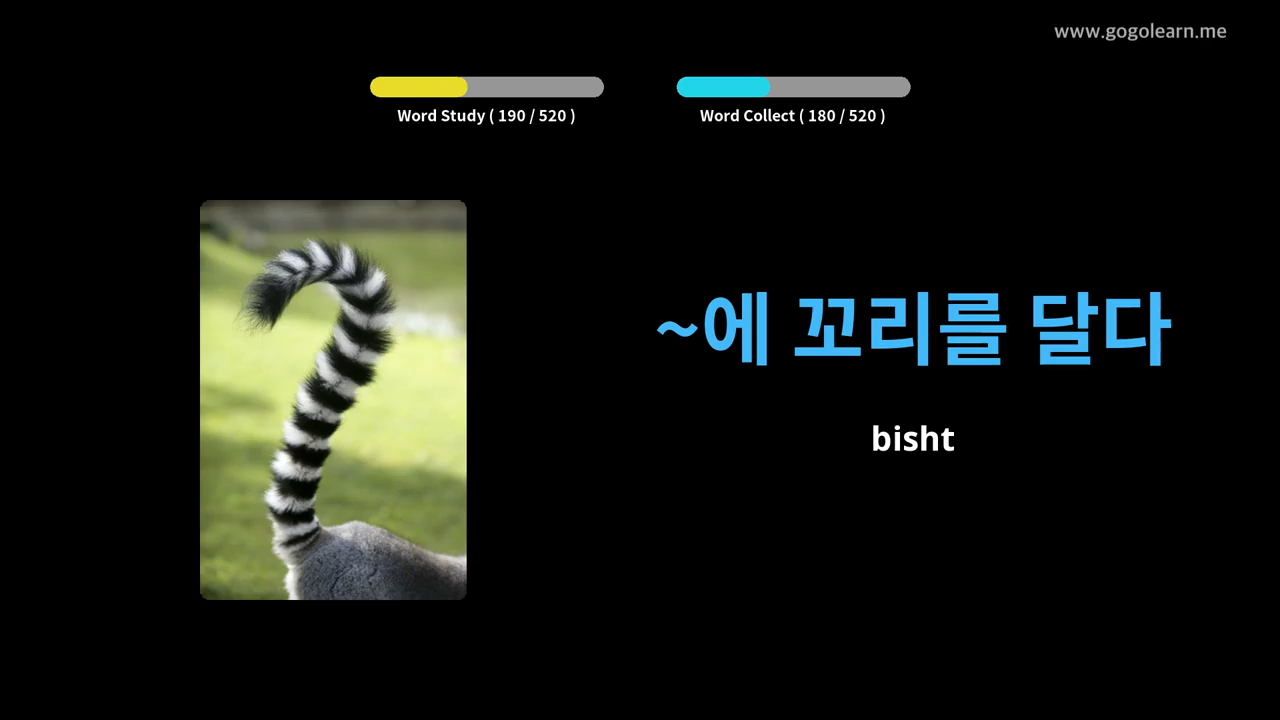 www.gogolearn.me
Word Study ( 190 / 520 )
Word Collect ( 180 / 520 )
~에 꼬리를 달다
bisht